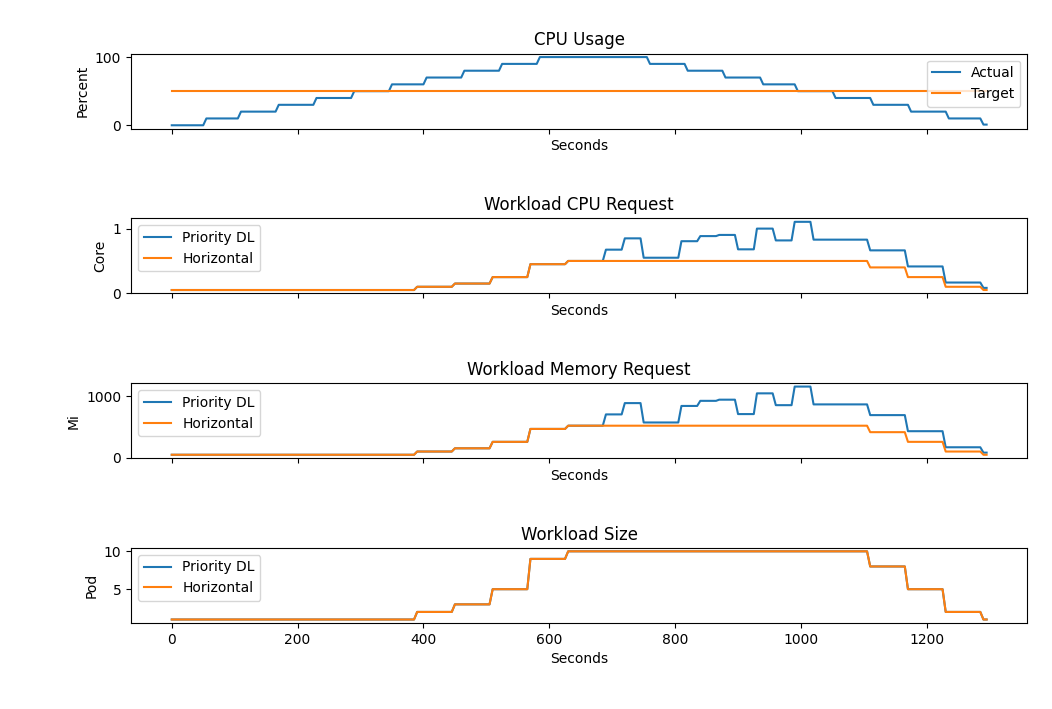 CPU Usage
100
0
Percent
Actual
Target
Seconds
Workload CPU Request
1
0
Core
Priority DL
Horizontal
Seconds
Workload Memory Request
1000
0
Mi
Priority DL
Horizontal
Seconds
Workload Size
10
5
Pod
Priority DL
Horizontal
0 200 400 600 800 1000 1200
Seconds